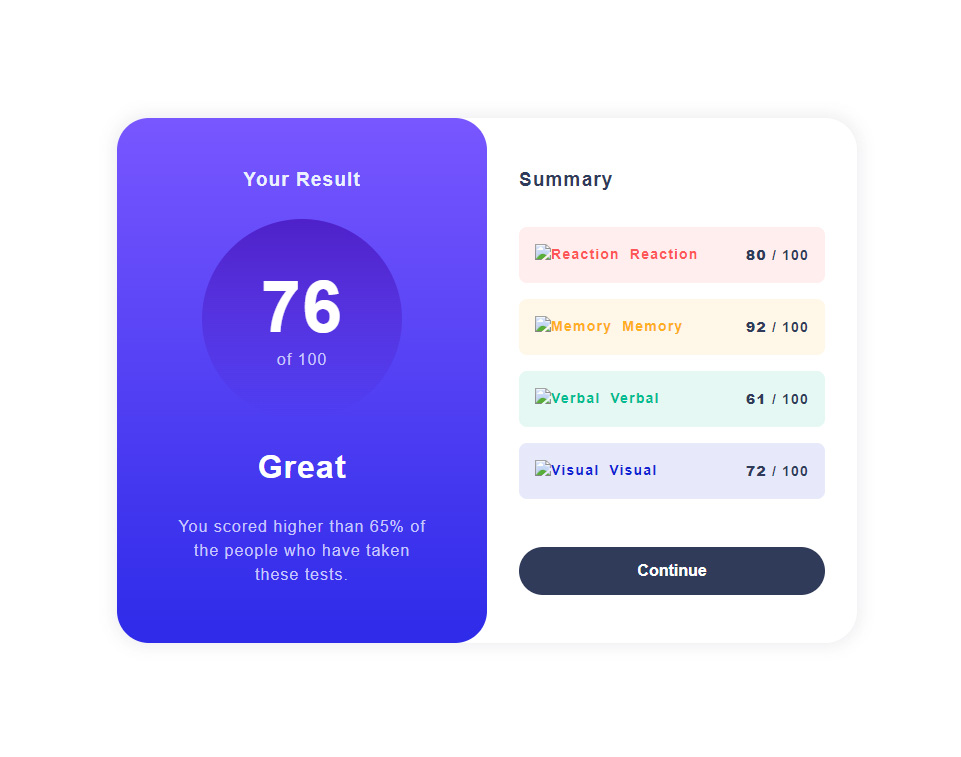 Your Result
76
of 100
Great
You scored higher than 65% of
the people who have taken
these tests.
Summary
Reaction Reaction 80 / 100
Memory Memory 92 / 100
Verbal Verbal 61 / 100
Visual Visual 72 / 100
Continue